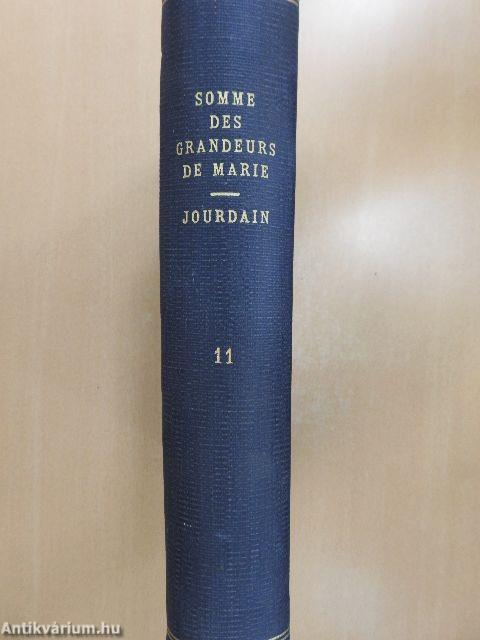 SOMME
DES
GRANDEURS
DE MARIE
JOURDAIN
11
Antikvárium.hu